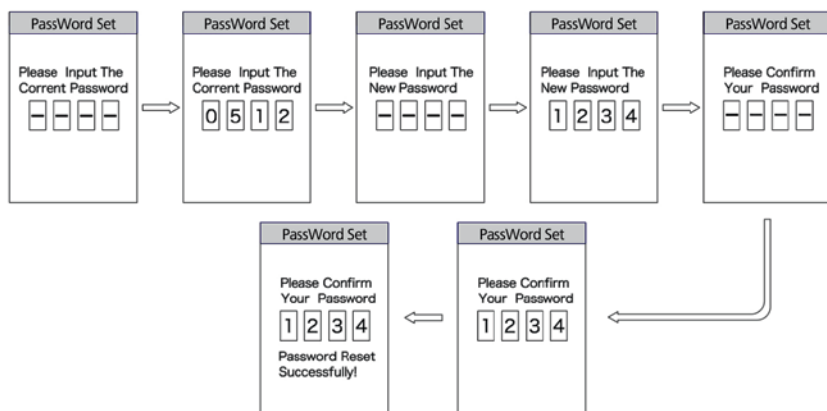 PassWord Set
Please Input The
Corrent Password
– – – –
PassWord Set
Please Input The
Corrent Password
0 5 1 2
PassWord Set
Please Input The
New Password
– – – –
PassWord Set
Please Input The
New Password
1 2 3 4
PassWord Set
Please Confirm
Your Password
– – – –
PassWord Set
Please Confirm
Your Password
1 2 3 4
Password Reset
Successfully!
PassWord Set
Please Confirm
Your Password
1 2 3 4